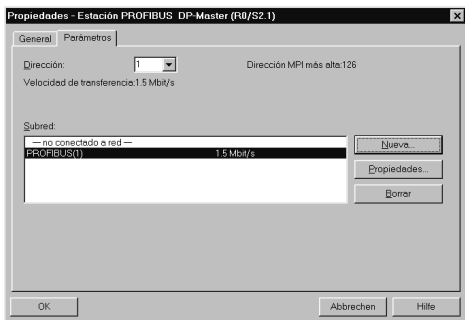 Propiedades - Estación PROFIBUS DP-Master (R0/S2.1)
General Parámetros
Dirección: 1 Dirección MPI más alta:126
Velocidad de transferencia:1.5 Mbit/s
Subred:
— no conectado a red —
PROFIBUS(1) 1.5 Mbit/s
Nueva...
Propiedades...
Borrar
OK Abbrechen Hilfe